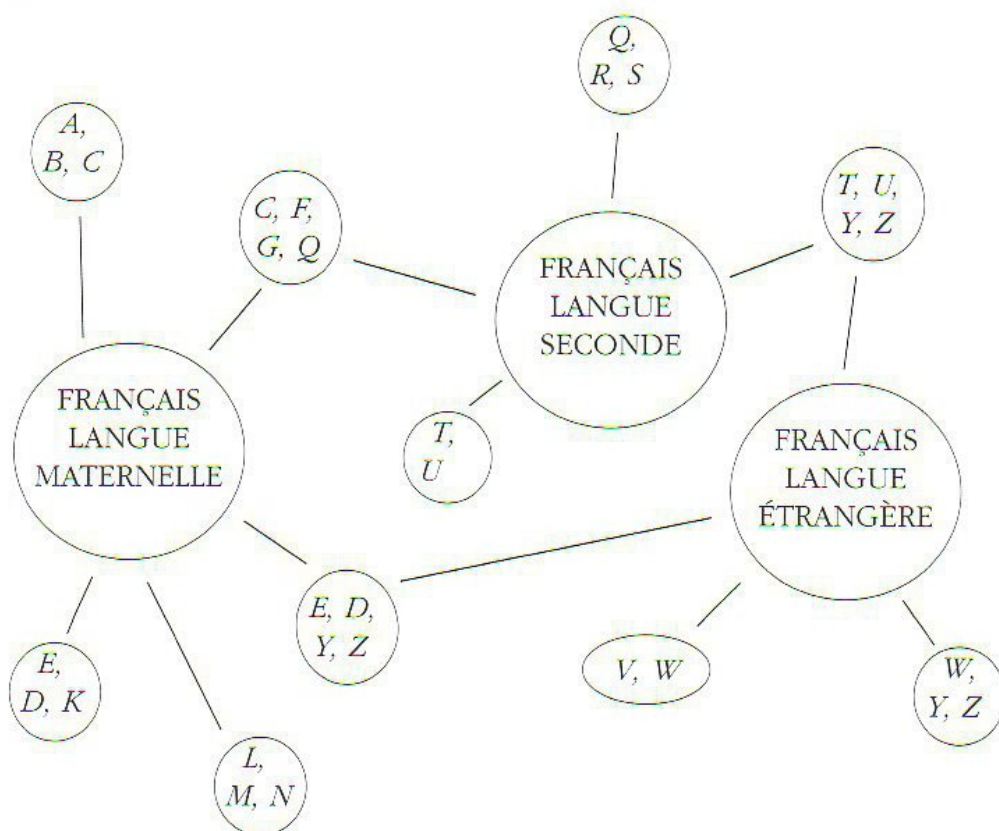 Q,
R, S
A,
B, C
C, F,
G, Q
T, U,
Y, Z
FRANÇAIS
LANGUE
SECONDE
FRANÇAIS
LANGUE
MATERNELLE
T,
U
FRANÇAIS
LANGUE
ÉTRANGÈRE
E, D,
Y, Z
E,
D, K
V, W
W,
Y, Z
L,
M, N